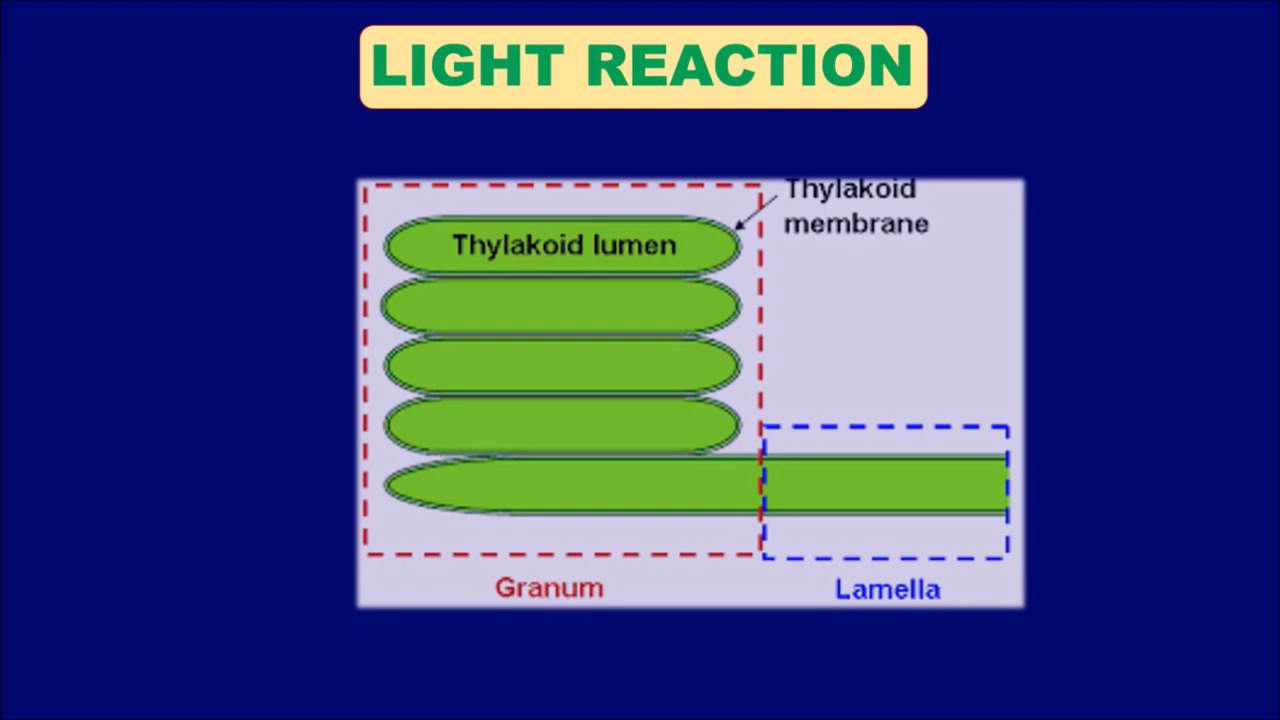 LIGHT REACTION
Thylakoid
membrane
Thylakoid lumen
Granum
Lamella